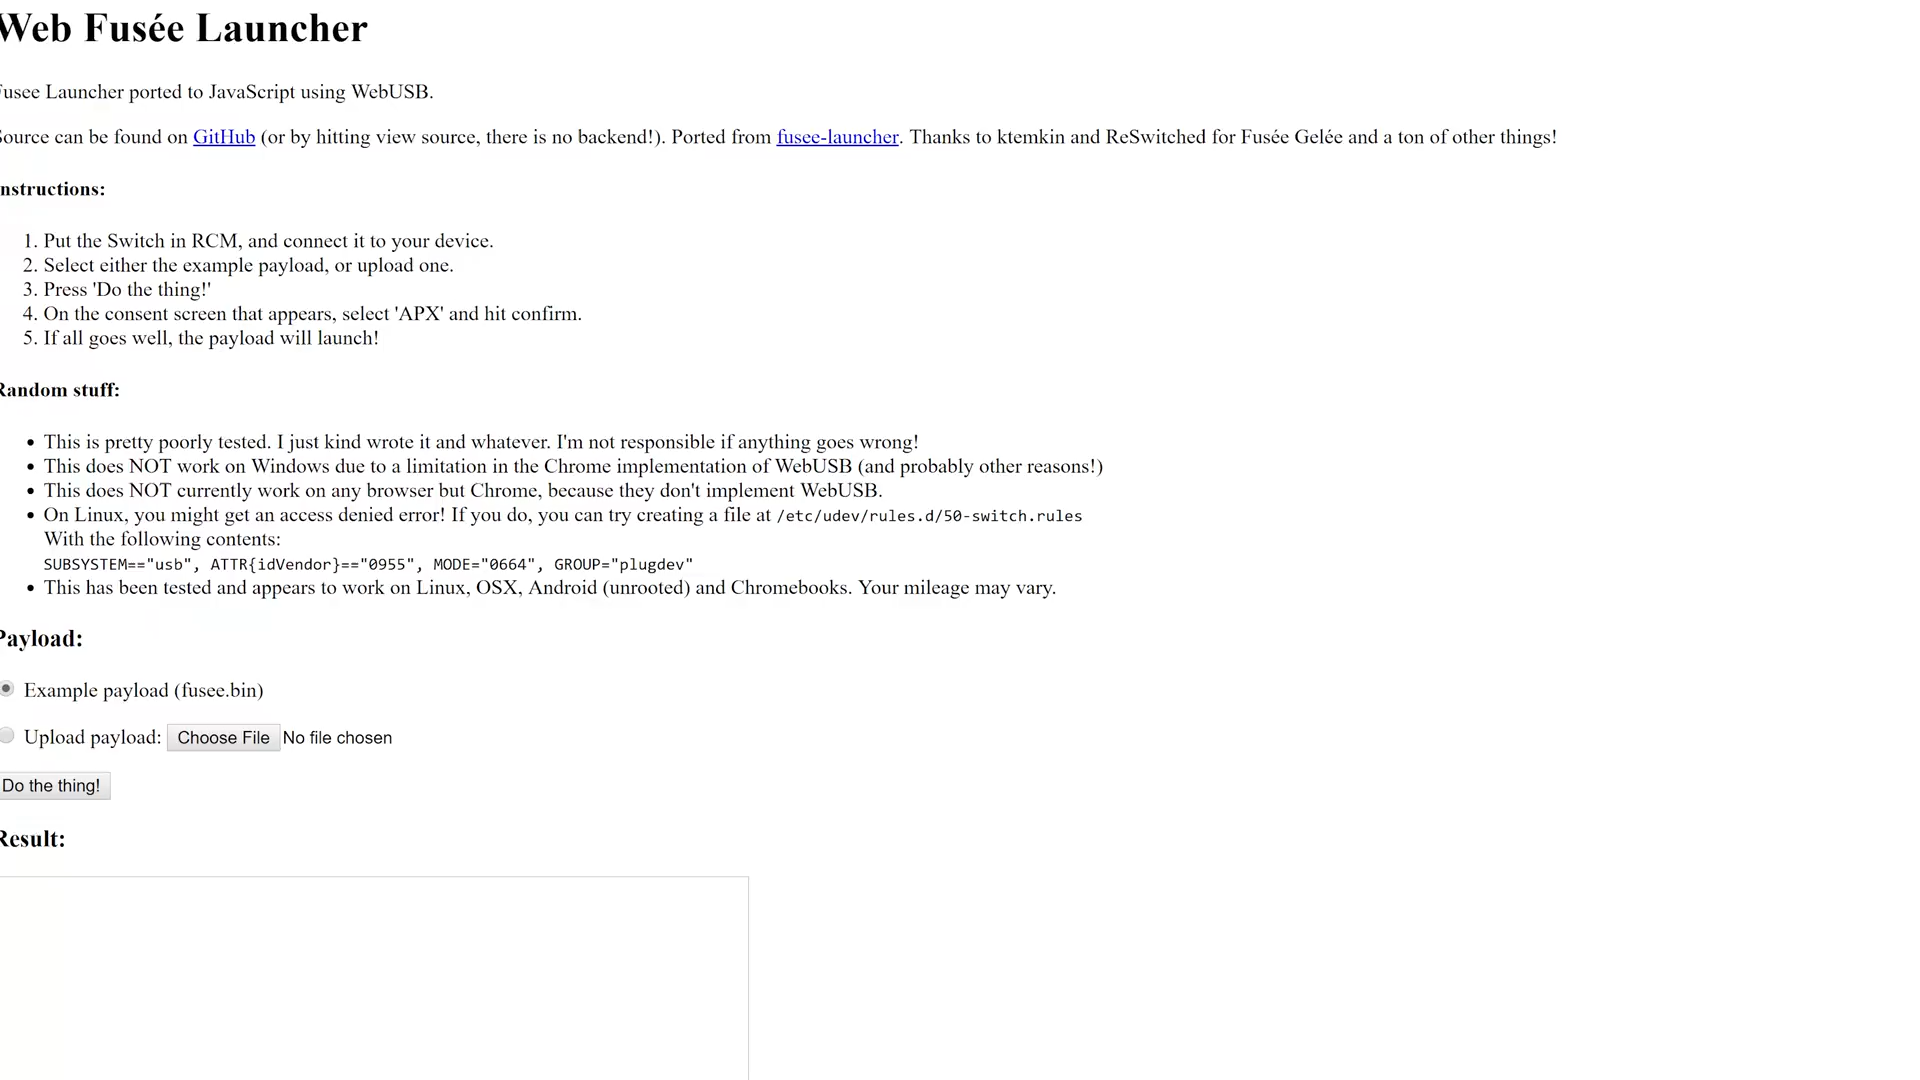 Web Fusée Launcher
Fusee Launcher ported to JavaScript using WebUSB.
Source can be found on GitHub (or by hitting view source, there is no backend!). Ported from fusee-launcher. Thanks to ktemkin and ReSwitched for Fusée Gelée and a ton of other things!
Instructions:
1. Put the Switch in RCM, and connect it to your device.
2. Select either the example payload, or upload one.
3. Press 'Do the thing!'
4. On the consent screen that appears, select 'APX' and hit confirm.
5. If all goes well, the payload will launch!
Random stuff:
• This is pretty poorly tested. I just kind wrote it and whatever. I'm not responsible if anything goes wrong!
• This does NOT work on Windows due to a limitation in the Chrome implementation of WebUSB (and probably other reasons!)
• This does NOT currently work on any browser but Chrome, because they don't implement WebUSB.
• On Linux, you might get an access denied error! If you do, you can try creating a file at /etc/udev/rules.d/50-switch.rules
With the following contents:
SUBSYSTEM=="usb", ATTR{idVendor}=="0955", MODE="0664", GROUP="plugdev"
• This has been tested and appears to work on Linux, OSX, Android (unrooted) and Chromebooks. Your mileage may vary.
Payload:
Example payload (fusee.bin)
Upload payload: Choose File No file chosen
Do the thing!
Result: